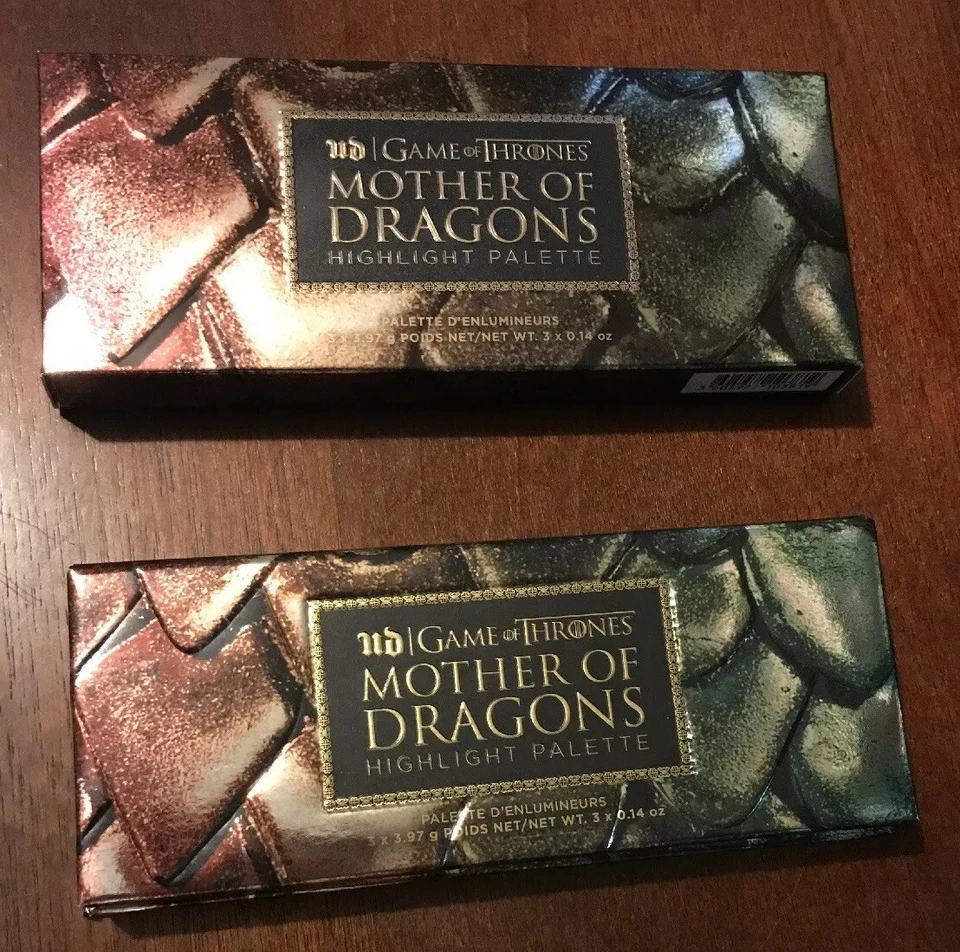 UD | GAME OF THRONES
MOTHER OF
DRAGONS
HIGHLIGHT PALETTE
PALETTE D'ENLUMINEURS
3 x 3.97 g POIDS NET/NET WT. 3 x 0.14 oz
UD | GAME OF THRONES
MOTHER OF
DRAGONS
HIGHLIGHT PALETTE
PALETTE D'ENLUMINEURS
3 x 3.97 g POIDS NET/NET WT. 3 x 0.14 oz